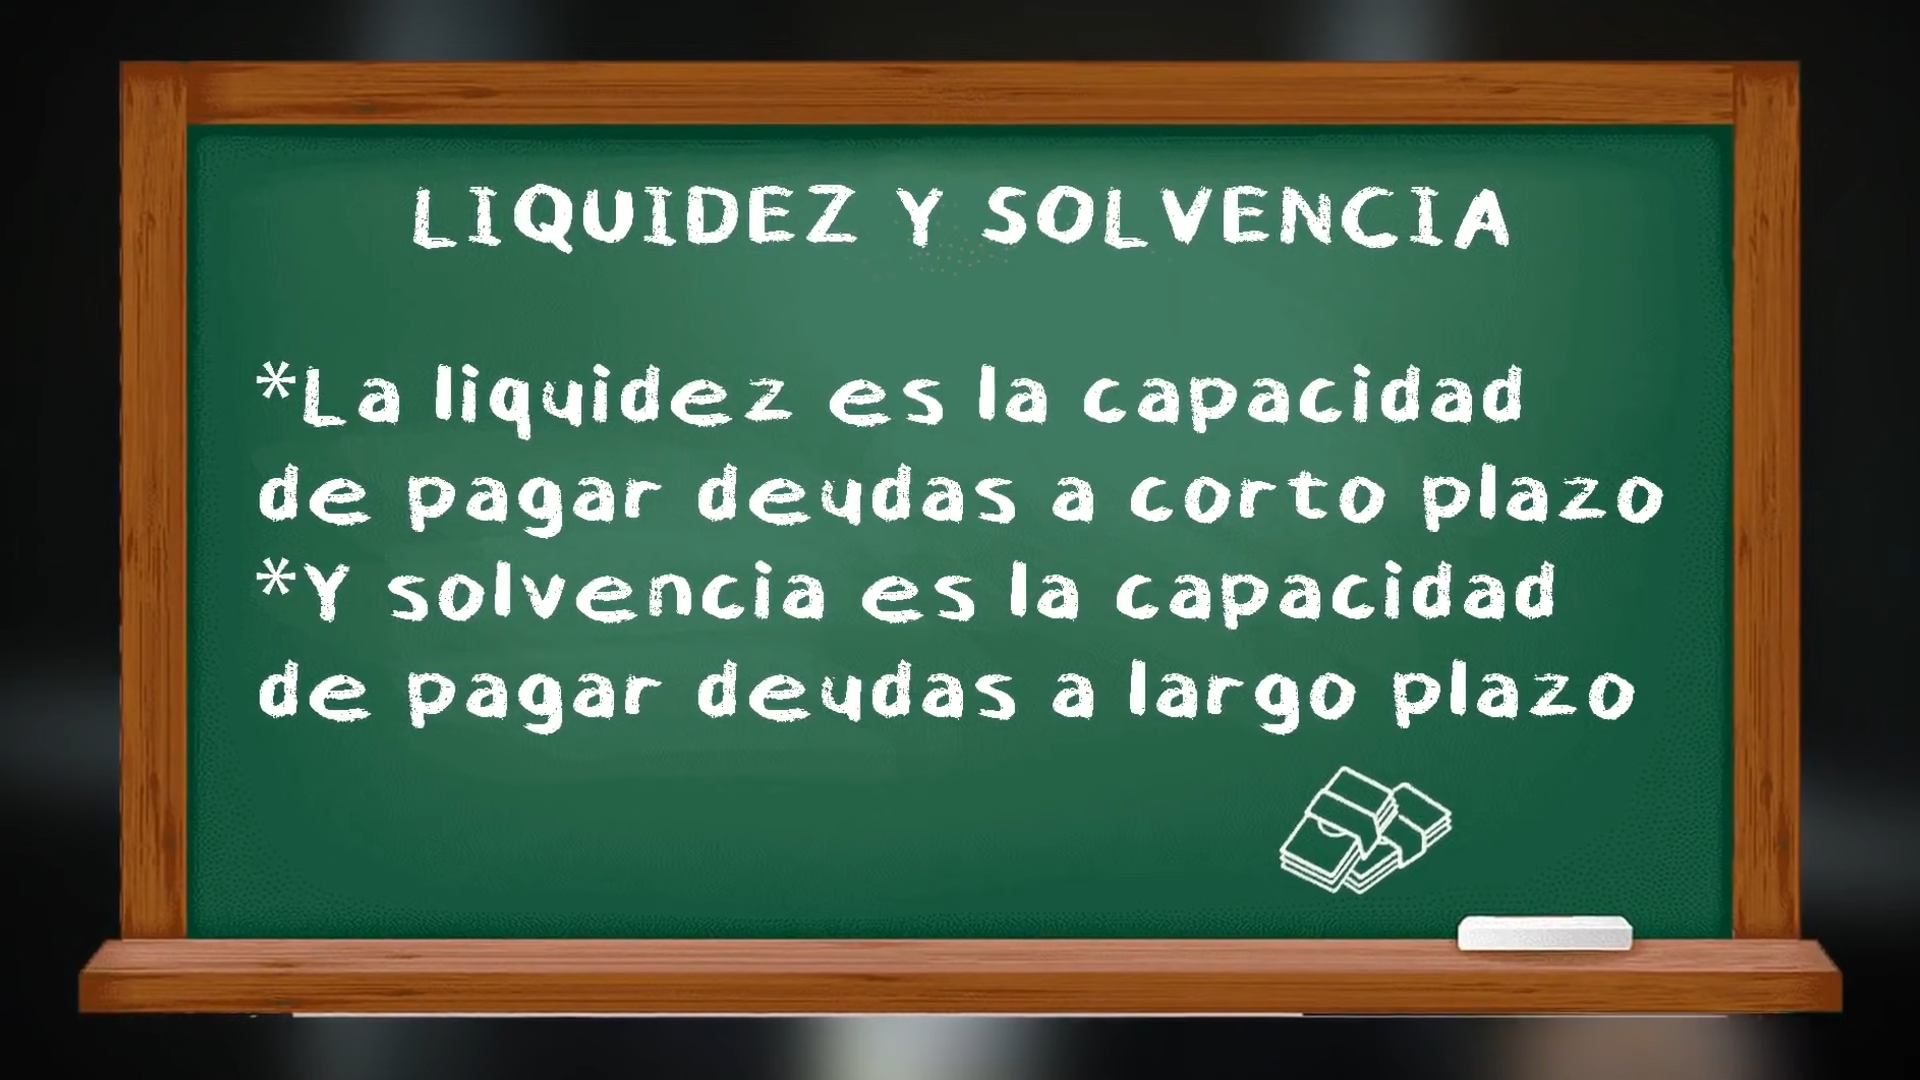 LIQUIDEZ Y SOLVENCIA
*La liquidez es la capacidad
de pagar deudas a corto plazo
*Y solvencia es la capacidad
de pagar deudas a largo plazo